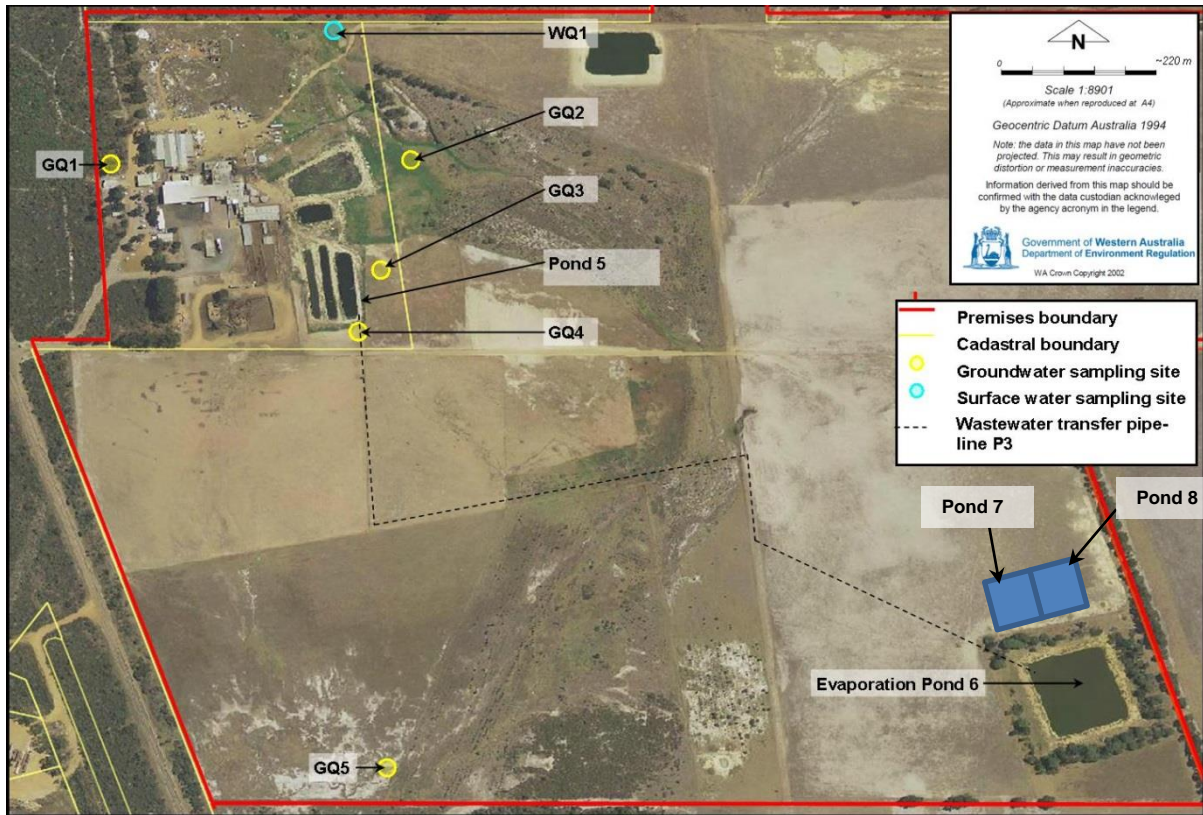 WQ1
GQ2
GQ1
GQ3
Pond 5
GQ4
GQ5
Pond 7
Pond 8
Evaporation Pond 6
N
0
~220 m
Scale 1:8901
(Approximate when reproduced at A4)
Geocentric Datum Australia 1994
Note: the data in this map have not been
projected. This may result in geometric
distortion or measurement inaccuracies.
Information derived from this map should be
confirmed with the data custodian acknowleged
by the agency acronym in the legend.
Government of Western Australia
Department of Environment Regulation
WA Crown Copyright 2002
Premises boundary
Cadastral boundary
Groundwater sampling site
Surface water sampling site
Wastewater transfer pipe-
line P3